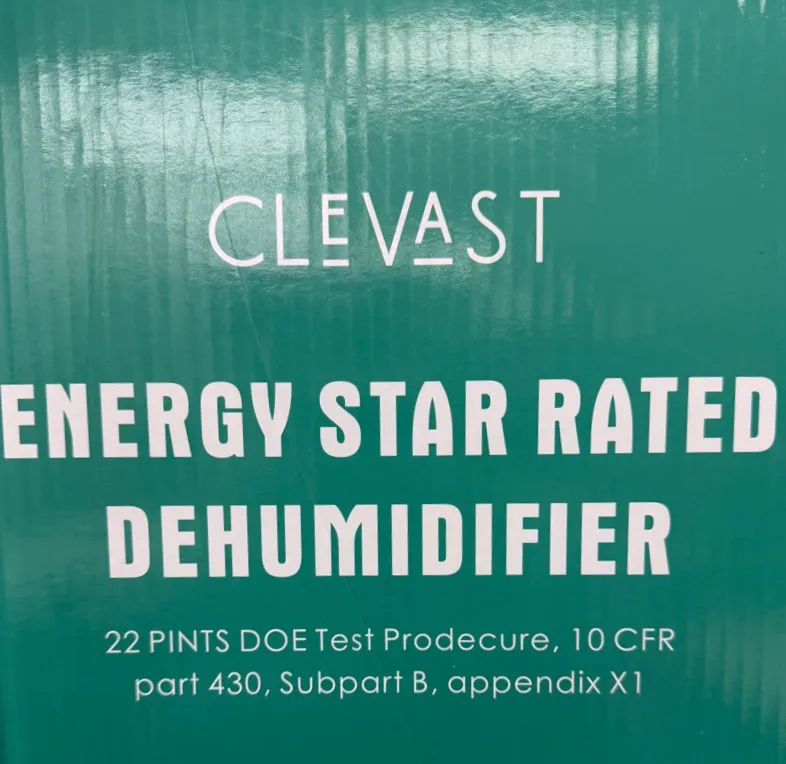 CLEVAST
ENERGY STAR RATED
DEHUMIDIFIER
22 PINTS DOE Test Prodecure, 10 CFR
part 430, Subpart B, appendix X1